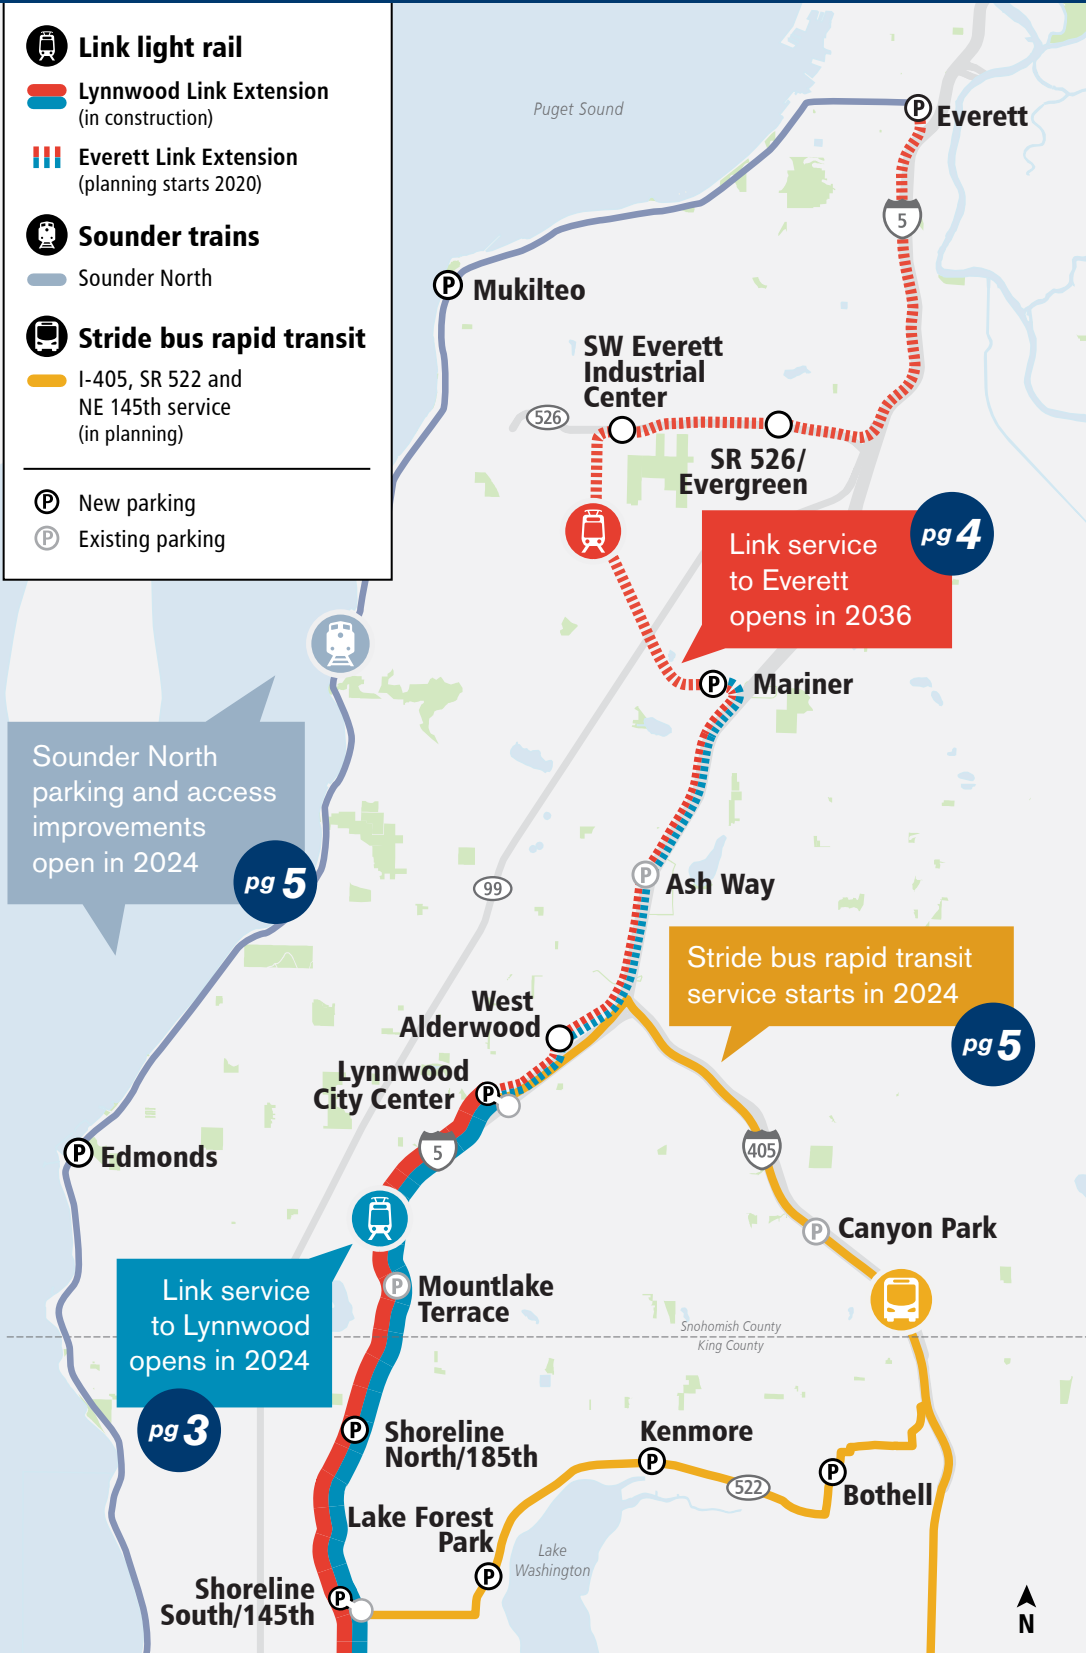 Link light rail
Lynnwood Link Extension
(in construction)
Everett Link Extension
(planning starts 2020)
Sounder trains
Sounder North
Stride bus rapid transit
I-405, SR 522 and
NE 145th service
(in planning)
P New parking
P Existing parking
Puget Sound
P
Everett
5
P
Mukilteo
SW Everett
Industrial
Center
526
SR 526/
Evergreen
Link service
to Everett
opens in 2036
pg 4
P
Mariner
Sounder North
parking and access
improvements
open in 2024
pg 5
99
P
Ash Way
Stride bus rapid transit
service starts in 2024
pg 5
West
Alderwood
Lynnwood
City Center
P
5
405
P
Edmonds
P
Canyon Park
Link service
to Lynnwood
opens in 2024
pg 3
P
Mountlake
Terrace
Snohomish County
King County
P
Shoreline
North/185th
Kenmore
P
522
P
Bothell
Lake Forest
Park
P
Lake
Washington
Shoreline
South/145th
P
N